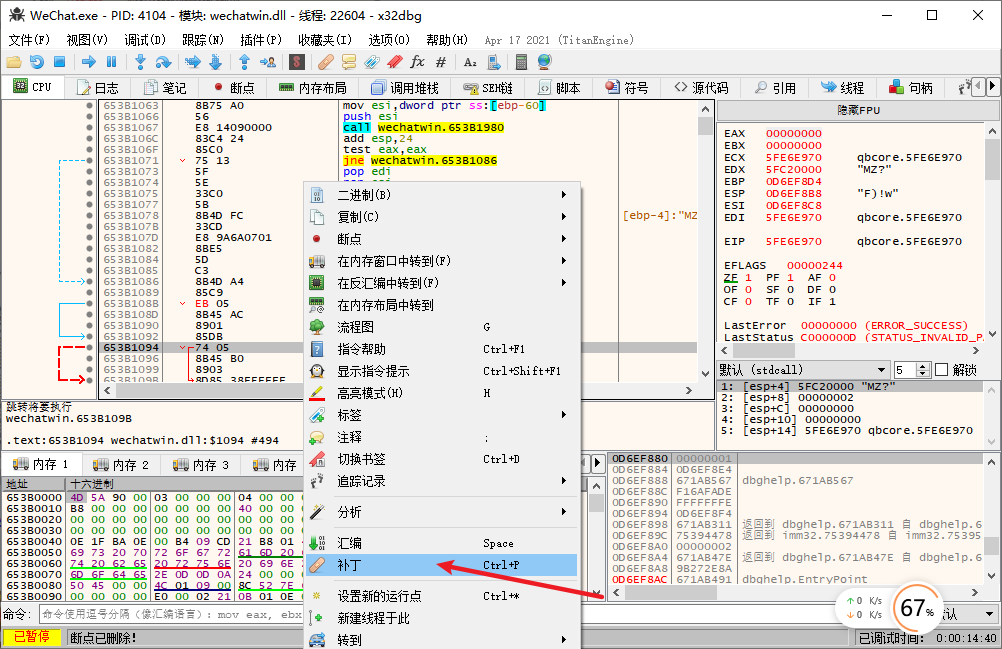 WeChat.exe - PID: 4104 - 模块: wechatwin.dll - 线程: 22604 - x32dbg
文件(F) 视图(V) 调试(D) 跟踪(N) 插件(P) 收藏夹(I) 选项(O) 帮助(H) Apr 17 2021 (TitanEngine)
CPU 日志 笔记 断点 内存布局 调用堆栈 SEH链 脚本 符号 源代码 引用 线程 句柄
653B1063 8B75 A0 mov esi,dword ptr ss:[ebp-60]
653B1066 56 push esi
653B1067 E8 14090000 call wechatwin.653B1980
653B106C 83C4 24 add esp,24
653B106F 85C0 test eax,eax
653B1071 75 13 jne wechatwin.653B1086
653B1073 5F pop edi
653B1074 5E
653B1075 33C0
653B1077 5B
653B1078 8B4D FC [ebp-4]:"MZ
653B107B 33CD
653B107D E8 9A6A0701
653B1082 8BE5
653B1084 5D
653B1085 C3
653B1086 8B4D A4
653B1089 85C9
653B108B EB 05
653B108D 8B45 AC
653B1090 8901
653B1092 85DB
653B1094 74 05
653B1096 8B45 B0
653B1099 8903
653B109B 8D85 38FFFFFF
隐藏FPU
EAX 00000000
EBX 00000000
ECX 5FE6E970 qbcore.5FE6E970
EDX 5FC20000 "MZ?"
EBP 0D6EF8D4
ESP 0D6EF8B8 "F)!w"
ESI 0D6EF8C8
EDI 5FE6E970 qbcore.5FE6E970
EIP 5FE6E970 qbcore.5FE6E970
EFLAGS 00000244
ZF 1 PF 1 AF 0
OF 0 SF 0 DF 0
CF 0 TF 0 IF 1
LastError 00000000 (ERROR_SUCCESS)
LastStatus C000000D (STATUS_INVALID_P
默认 (stdcall) 5 解锁
1: [esp+4] 5FC20000 "MZ?"
2: [esp+8] 00000002
3: [esp+C] 00000000
4: [esp+10] 00000000
5: [esp+14] 5FE6E970 qbcore.5FE6E970
二进制(B)
复制(C)
断点
在内存窗口中转到(F)
在反汇编中转到(F)
在内存布局中转到
流程图 G
指令帮助 Ctrl+F1
显示指令提示 Ctrl+Shift+F1
高亮模式(H) H
标签
注释 ;
切换书签 Ctrl+D
追踪记录
分析
汇编 Space
补丁 Ctrl+P
设置新的运行点 Ctrl+*
新建线程于此
转到
跳转将要执行
wechatwin.653B109B
.text:653B1094 wechatwin.dll:$1094 #494
内存 1 内存 2 内存 3 内存
地址 十六进制
653B0000 4D 5A 90 00 03 00 00 00 04 00 00 00
653B0010 B8 00 00 00 00 00 00 00 40 00 00 00
653B0020 00 00 00 00 00 00 00 00 00 00 00 00
653B0030 00 00 00 00 00 00 00 00 00 00 00 00
653B0040 0E 1F BA 0E 00 B4 09 CD 21 B8 01 4
653B0050 69 73 20 70 72 6F 67 72 61 6D 20 6
653B0060 74 20 62 65 20 72 75 6E 20 69 6E 2
653B0070 6D 6F 64 65 2E 0D 0D 0A 24 00 00 0
653B0080 50 45 00 00 4C 01 09 00 8C 52 7E
00 00 00 00 E0 00 02 21 0B 01 0E 0
0D6EF880 00000001
0D6EF884 0D6EF8E4
0D6EF888 671AB567 dbghelp.671AB567
0D6EF88C F16AFADE
0D6EF890 FFFFFFFE
0D6EF894 0D6EF8F4
0D6EF898 671AB311 返回到 dbghelp.671AB311 自 dbghelp.6
0D6EF89C 75394478 返回到 imm32.75394478 自 imm32.75395
0D6EF8A0 00000002
0D6EF8A4 671AB47E 返回到 dbghelp.671AB47E 自 dbghelp.6
0D6EF8A8 9B272E8A
0D6EF8AC 671AB491 dbghelp.EntryPoint
命令: 命令使用逗号分隔（像汇编语言）: mov eax, ebx 默认
↑ 0 K/s
↓ 0 K/s
67%
已暂停 断点已删除! 已调试时间: 0:00:14:40